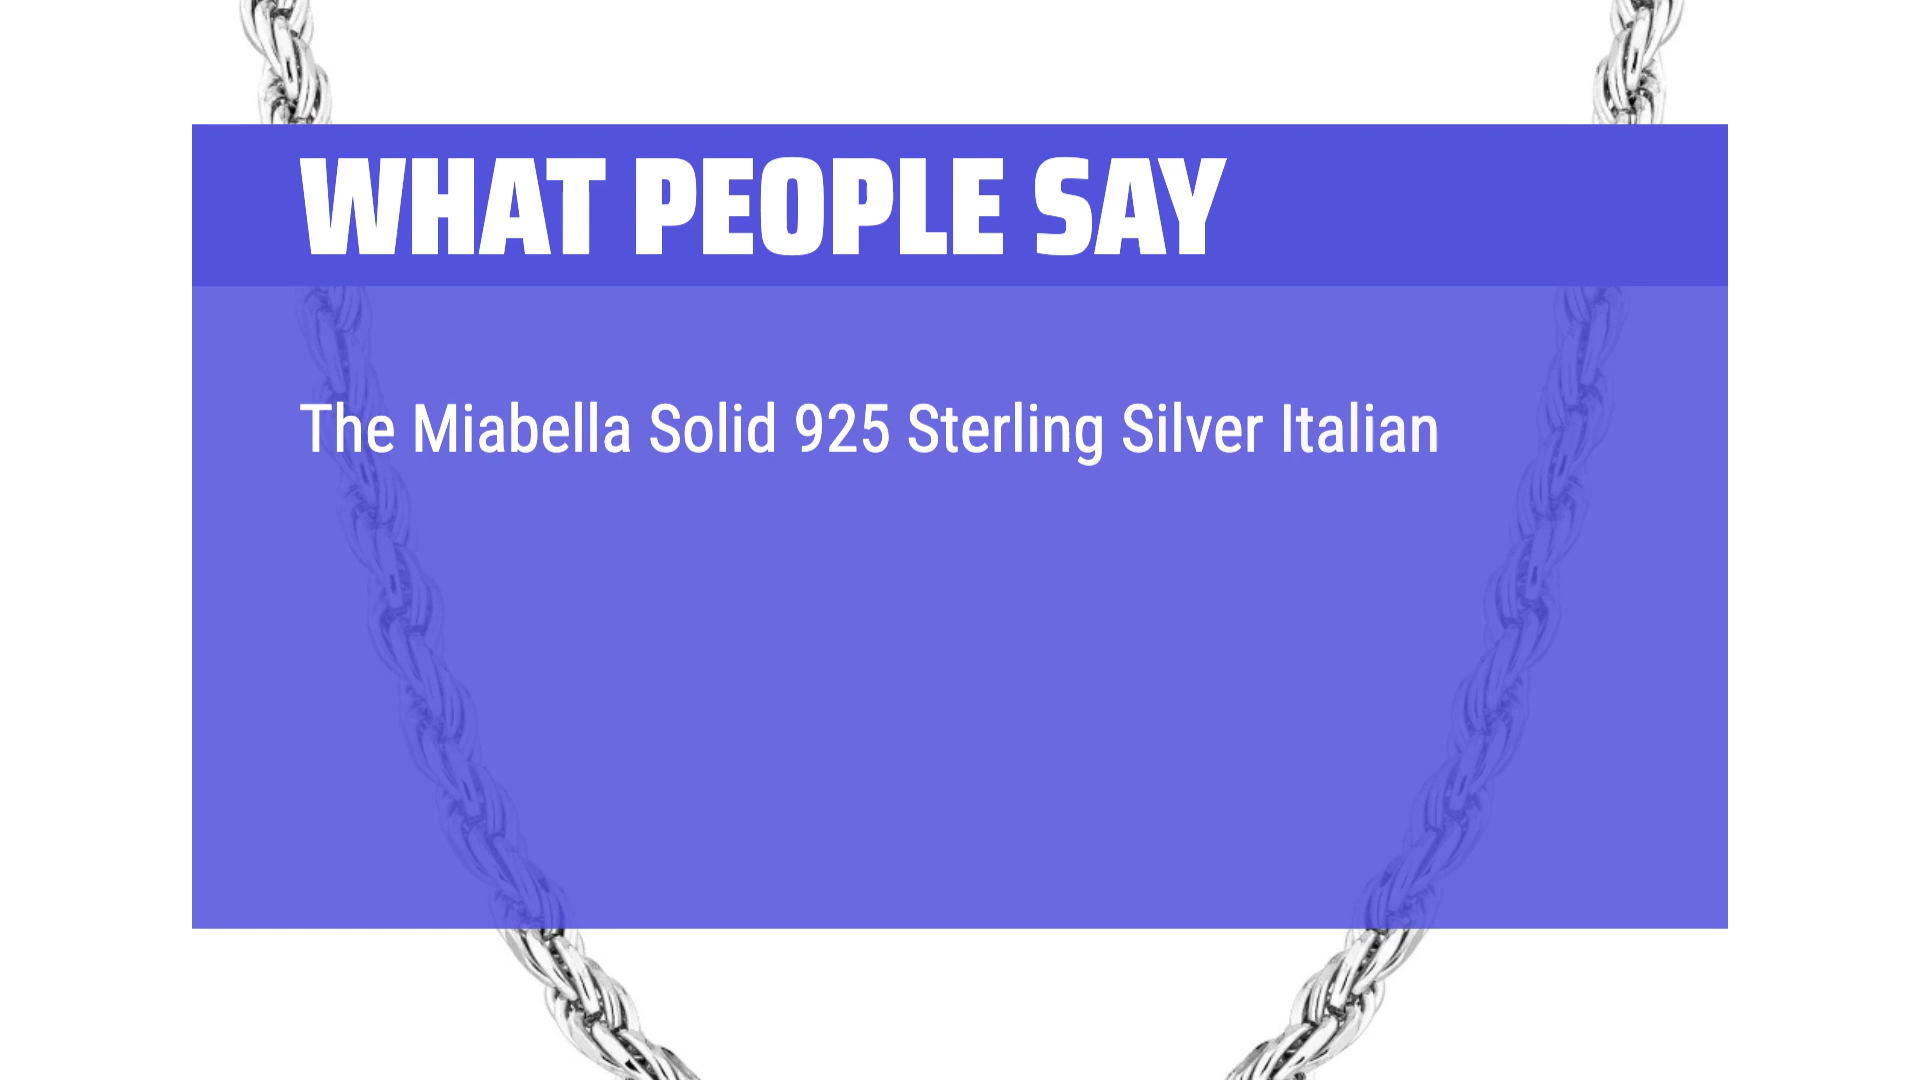 WHAT PEOPLE SAY
The Miabella Solid 925 Sterling Silver Italian